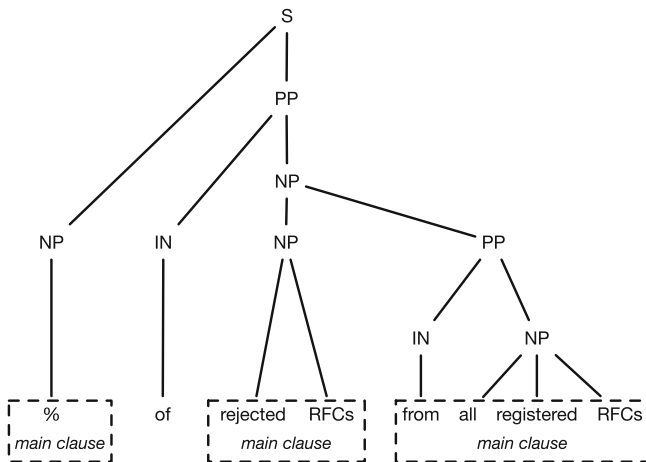 S
PP
NP
NP IN NP PP
IN NP
% of rejected RFCs from all registered RFCs
main clause main clause main clause